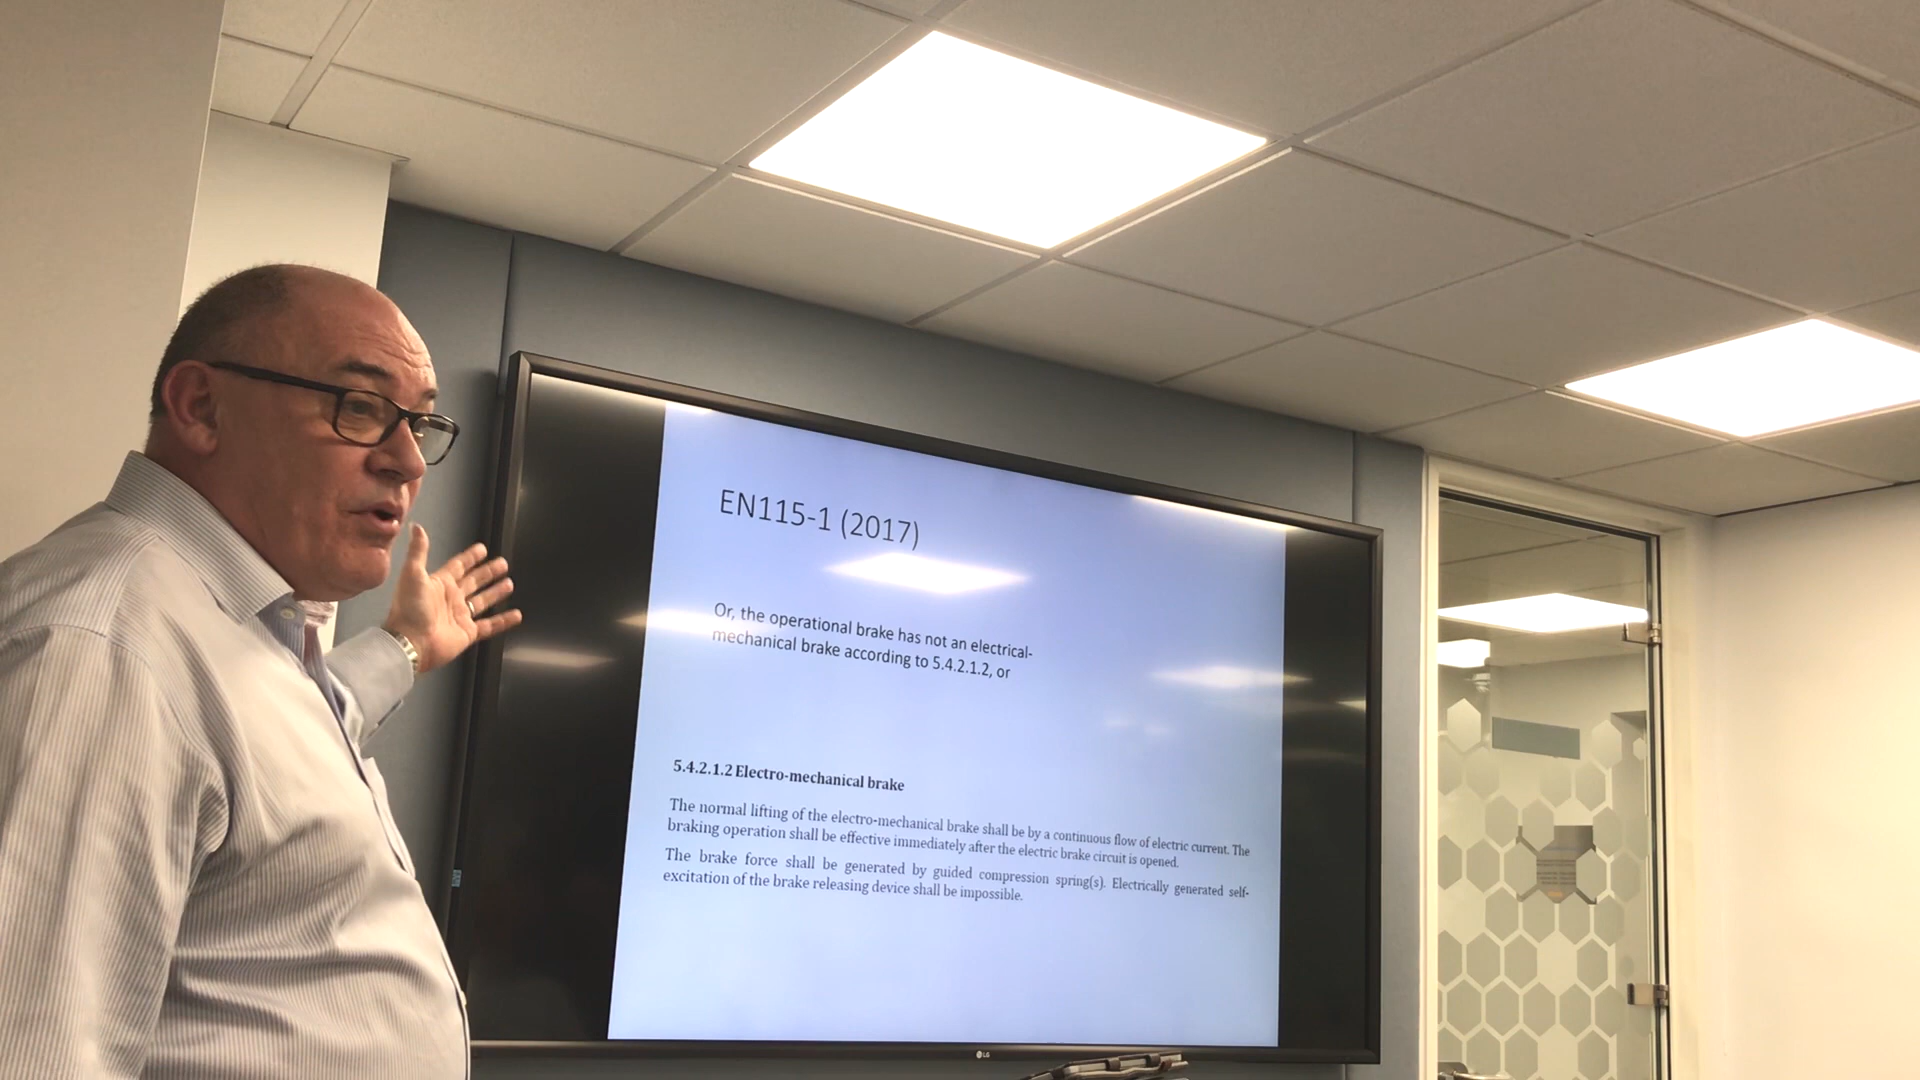 EN115-1 (2017)
Or, the operational brake has not an electrical-
mechanical brake according to 5.4.2.1.2, or
5.4.2.1.2 Electro-mechanical brake
The normal lifting of the electro-mechanical brake shall be by a continuous flow of electric current. The
braking operation shall be effective immediately after the electric brake circuit is opened.
The brake force shall be generated by guided compression spring(s). Electrically generated self-
excitation of the brake releasing device shall be impossible.
LG